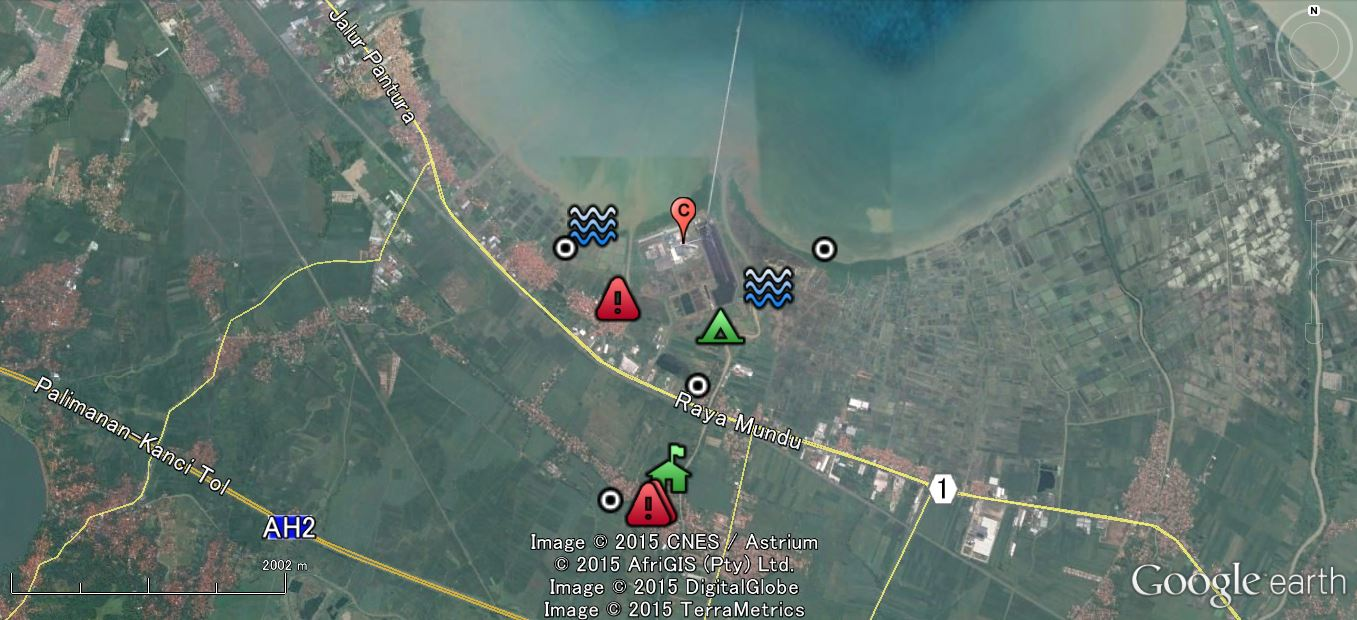 N
Jalur Pantura
C
Raya Mundu
Palimanan Kanci Tol
1
AH2
2002 m
Image © 2015 CNES / Astrium
© 2015 AfriGIS (Pty) Ltd.
Image © 2015 DigitalGlobe
Image © 2015 TerraMetrics
Google earth